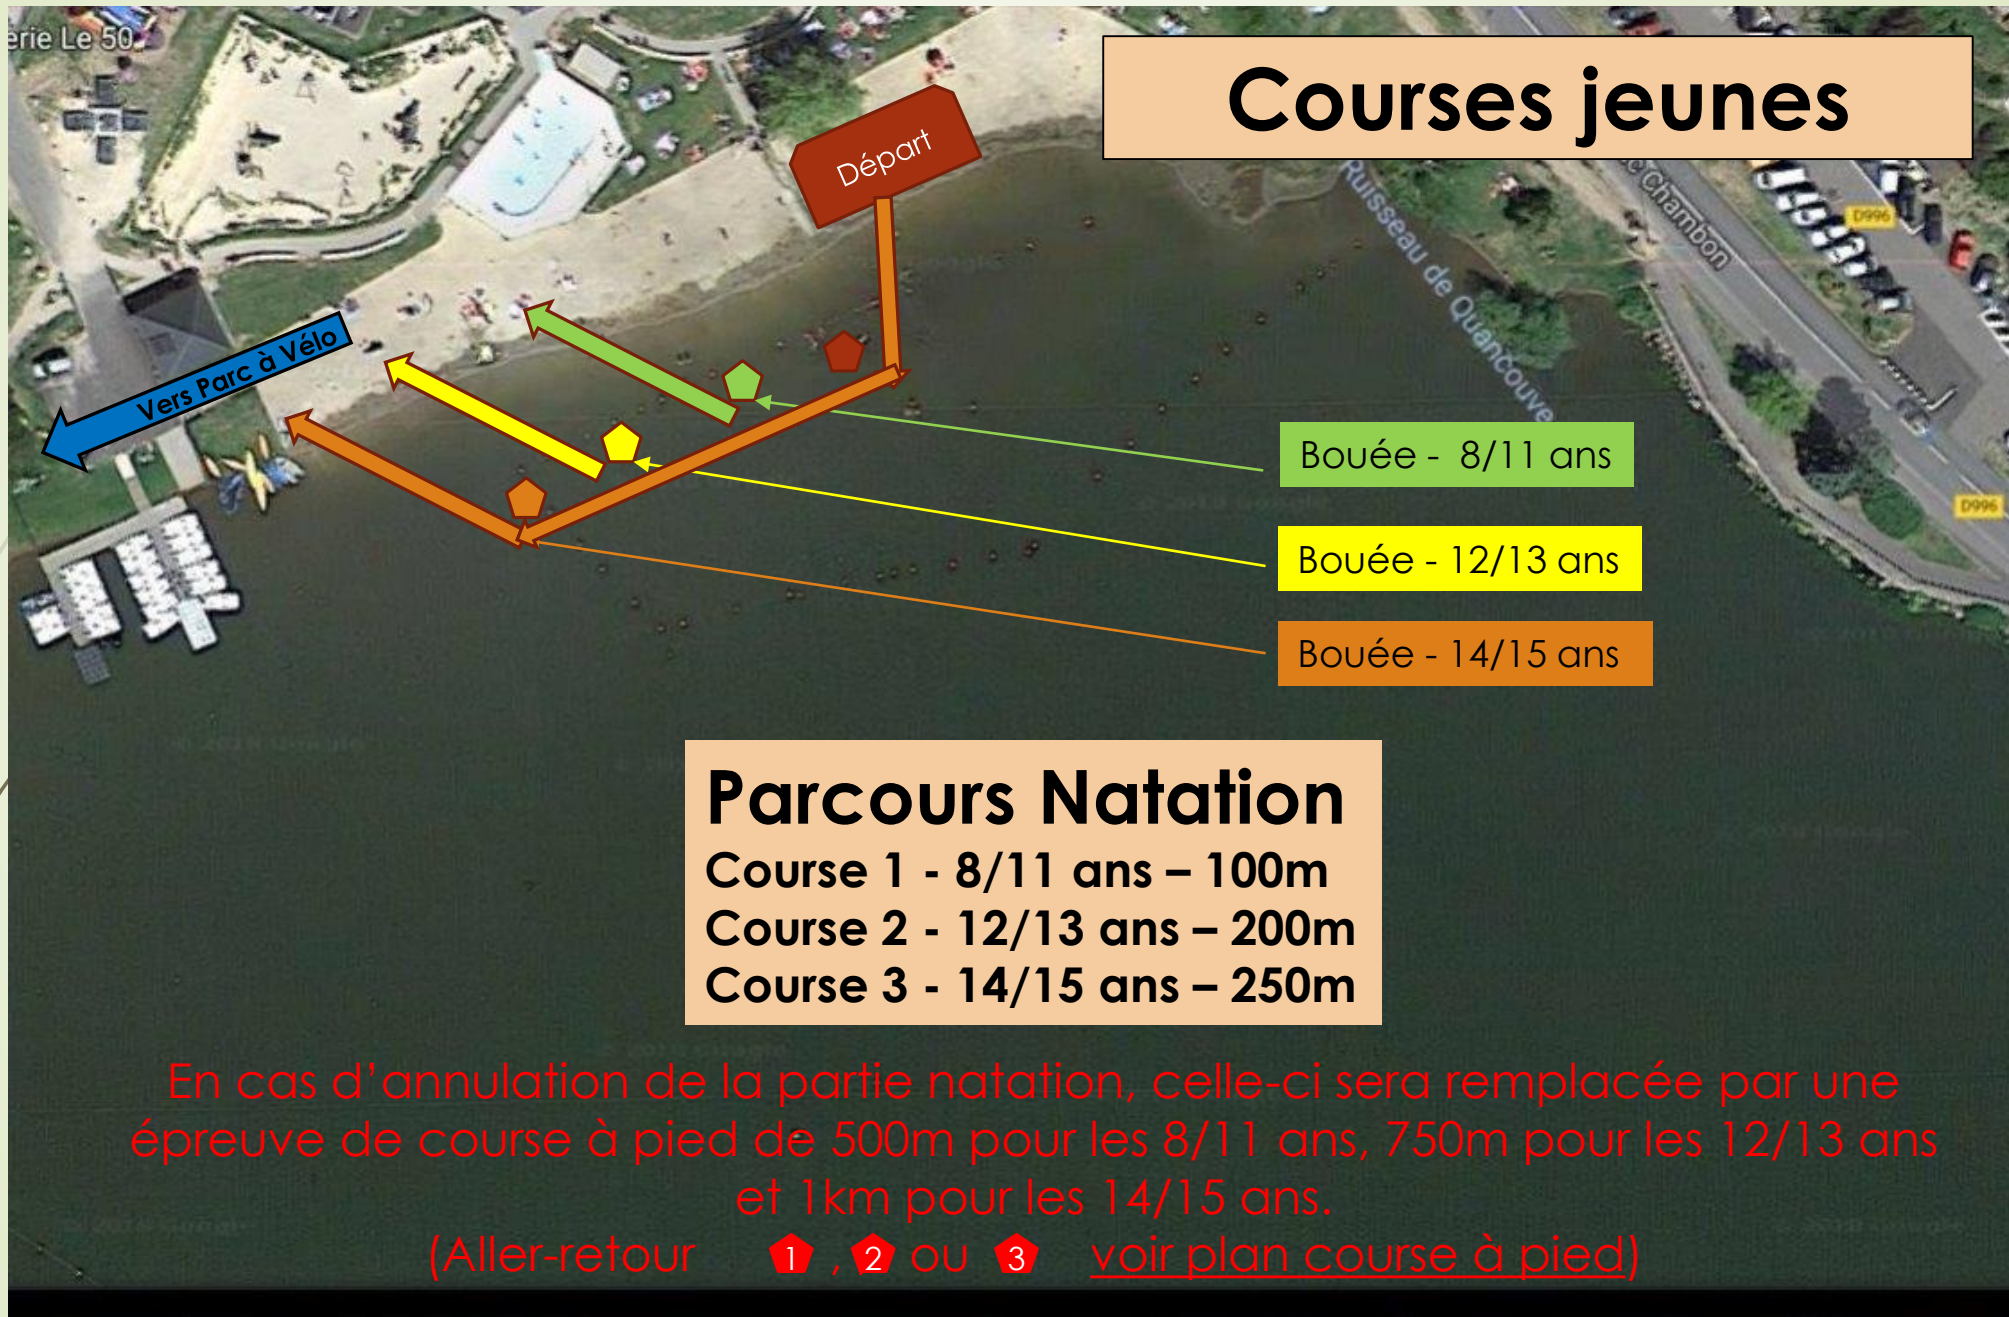 érie Le 50
Courses jeunes
Départ
Ruisseau de Quancouve
c Chambon
D996
D996
Vers Parc à Vélo
Bouée - 8/11 ans
Bouée - 12/13 ans
Bouée - 14/15 ans
Parcours Natation
Course 1 - 8/11 ans – 100m
Course 2 - 12/13 ans – 200m
Course 3 - 14/15 ans – 250m
En cas d’annulation de la partie natation, celle-ci sera remplacée par une
épreuve de course à pied de 500m pour les 8/11 ans, 750m pour les 12/13 ans
et 1km pour les 14/15 ans.
(Aller-retour 1 , 2 ou 3 voir plan course à pied)